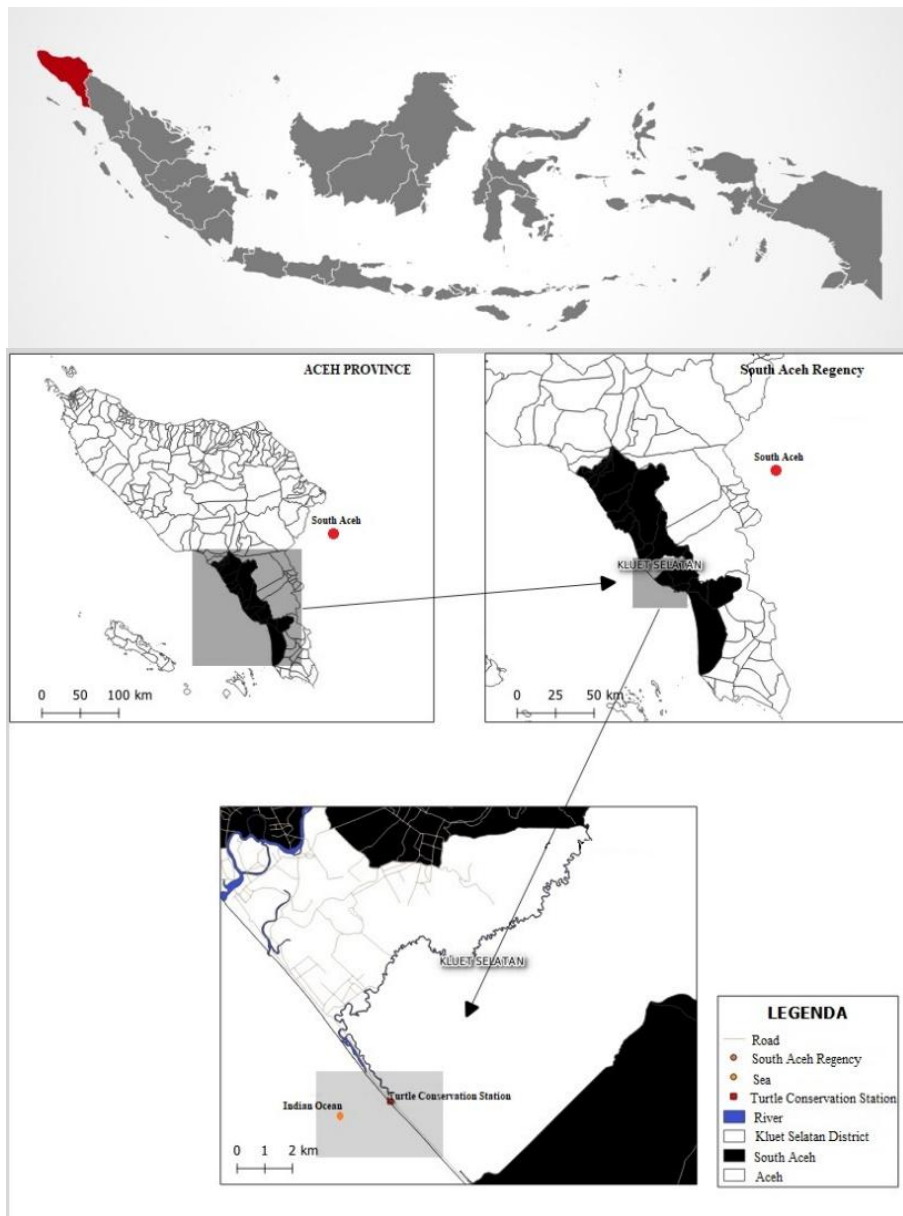 ACEH PROVINCE
South Aceh
0 50 100 km
South Aceh Regency
South Aceh
KLUET SELATAN
0 25 50 km
KLUET SELATAN
Turtle Conservation Station
Indian Ocean
0 1 2 km
LEGENDA
Road
South Aceh Regency
Sea
Turtle Conservation Station
River
Kluet Selatan District
South Aceh
Aceh